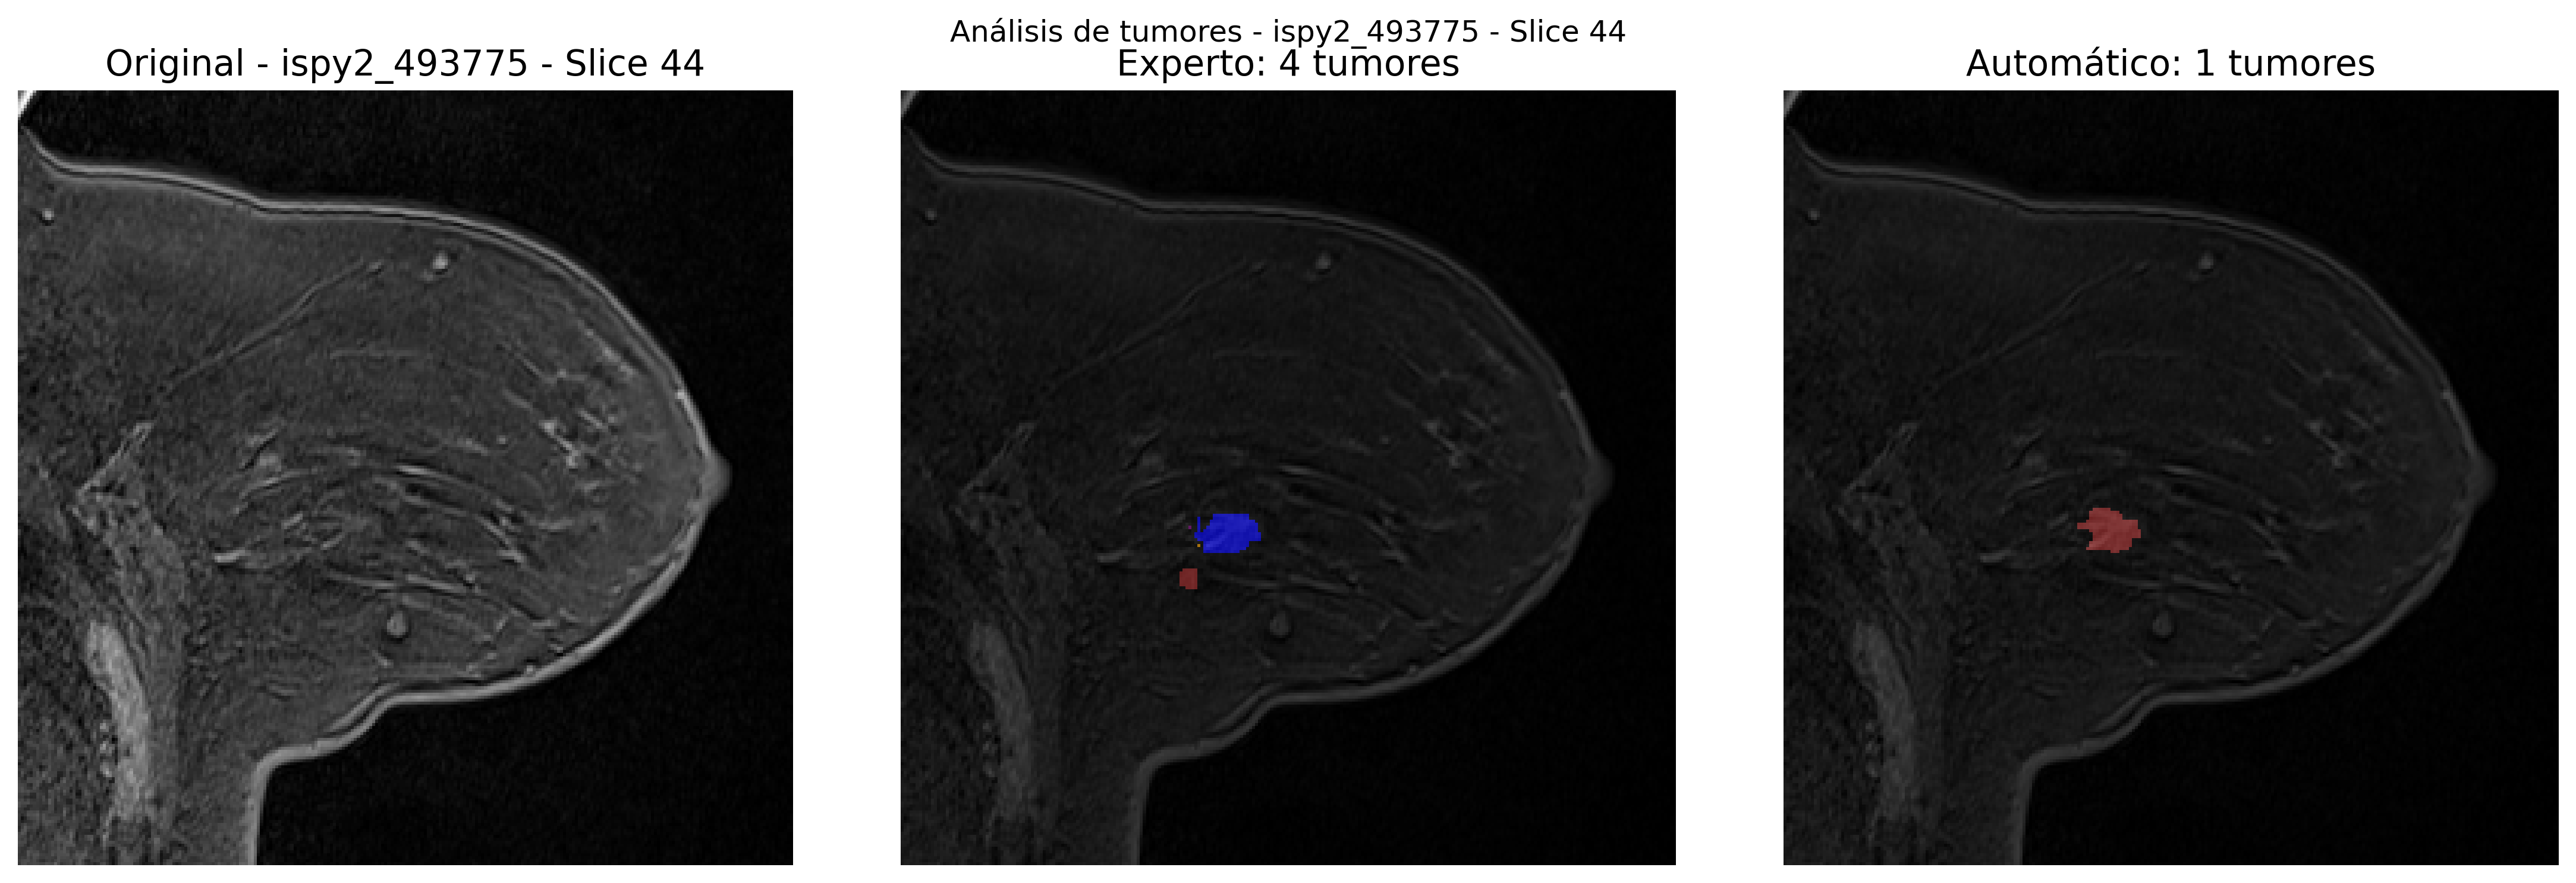 Análisis de tumores - ispy2_493775 - Slice 44
Original - ispy2_493775 - Slice 44
Experto: 4 tumores
Automático: 1 tumores